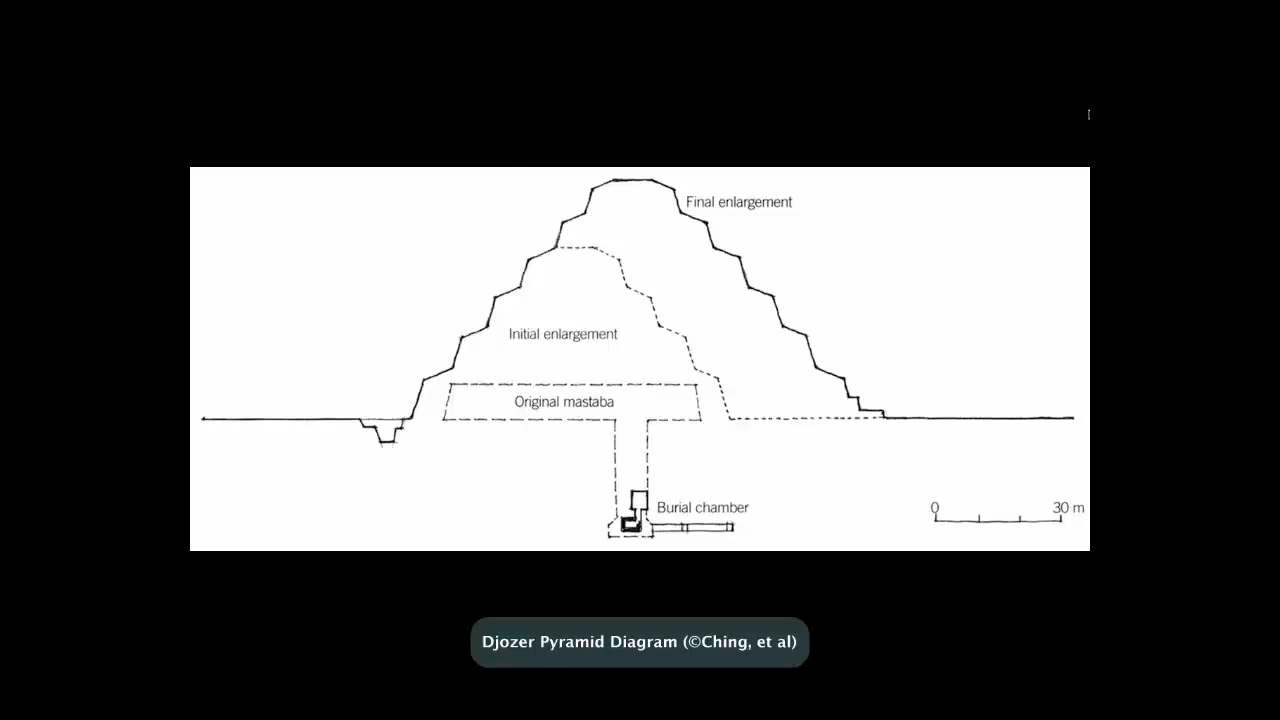 Final enlargement
Initial enlargement
Original mastaba
Burial chamber
0 30 m
Djozer Pyramid Diagram (©Ching, et al)